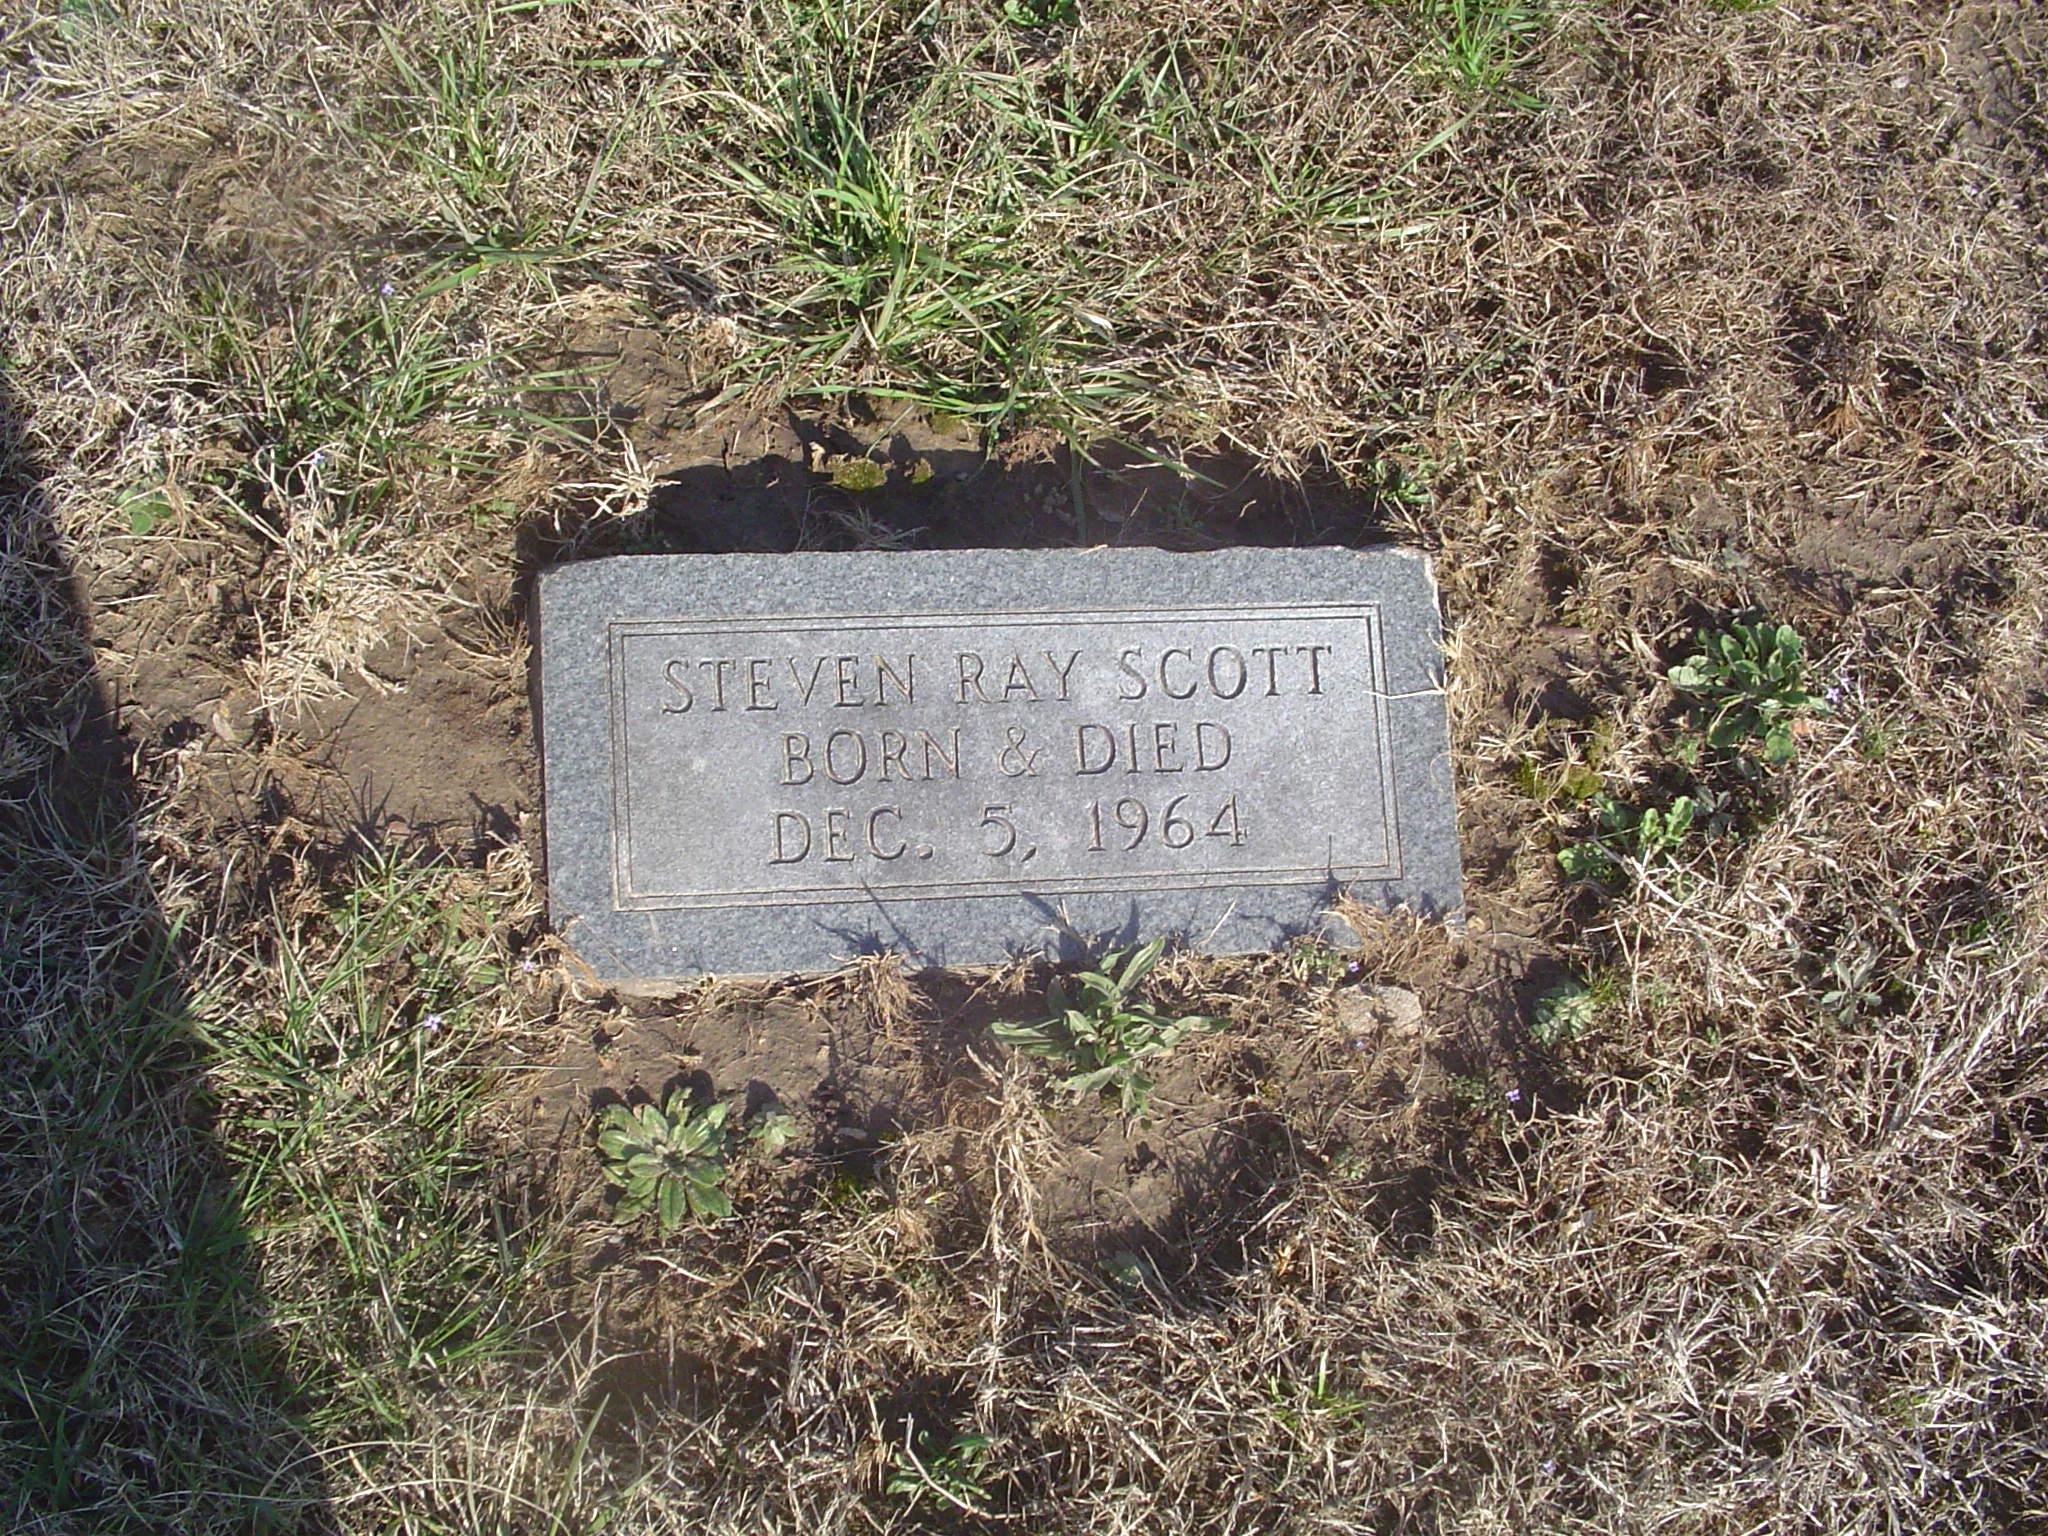 STEVEN RAY SCOTT
BORN & DIED
DEC. 5, 1964